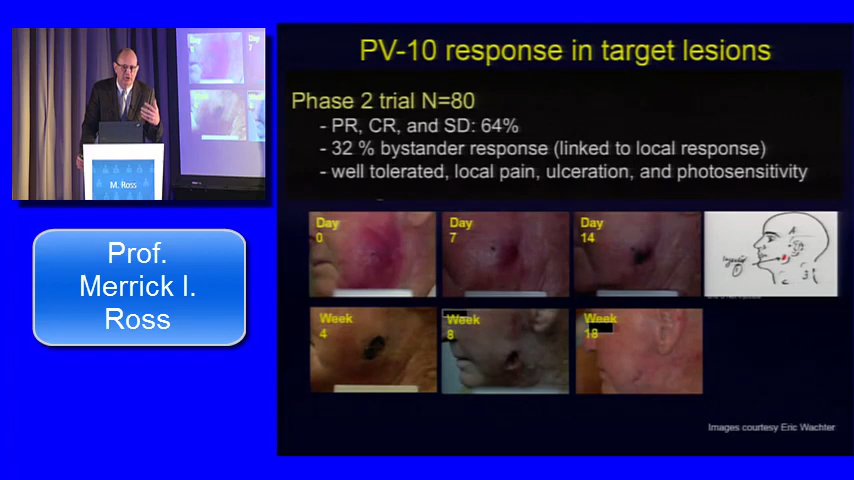 PV-10 response in target lesions
Phase 2 trial N=80
- PR, CR, and SD: 64%
- 32 % bystander response (linked to local response)
- well tolerated, local pain, ulceration, and photosensitivity
Day
0
Day
7
Day
14
A
Week
4
Week
8
Week
18
Images courtesy Eric Wachter
M. Ross
Prof.
Merrick I.
Ross